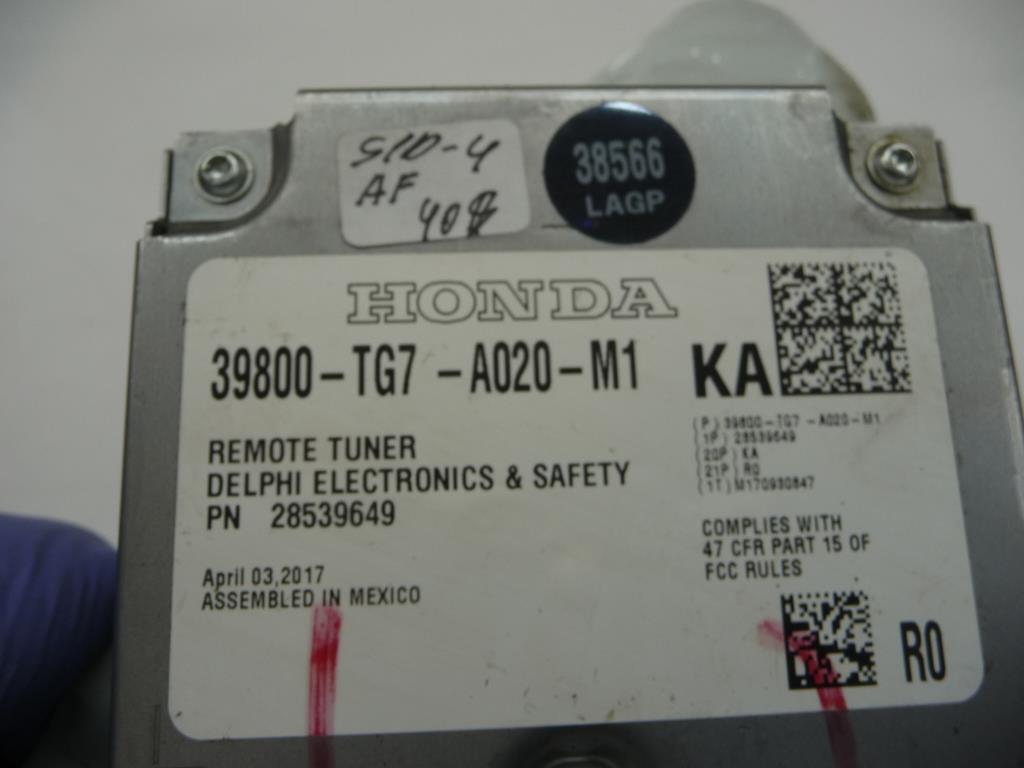 S10-4
AF
38566
LAGP
HONDA
39800-TG7 -A020-M1 KA
REMOTE TUNER
DELPHI ELECTRONICS & SAFETY
PN 28539649
April 03,2017
ASSEMBLED IN MEXICO
(P) 39800-TG7 -A020-M1
(1P) 28539649
(20P) KA
(21P) R0
(1T) M170930847
COMPLIES WITH
47 CFR PART 15 OF
FCC RULES
R0